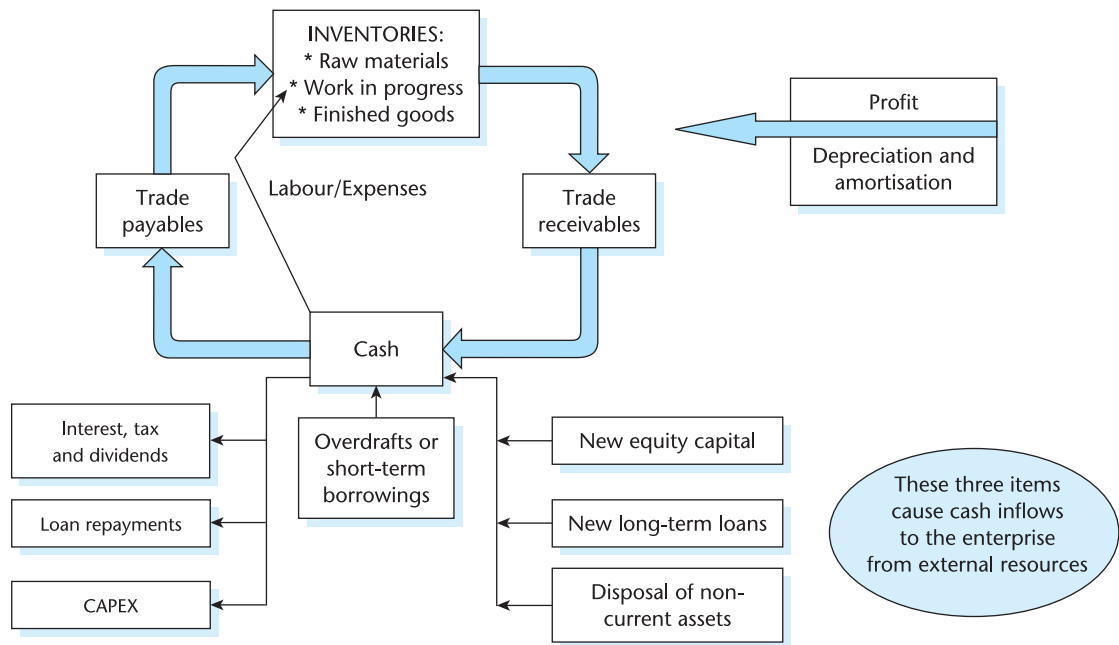 INVENTORIES:
* Raw materials
* Work in progress
* Finished goods
Profit
Depreciation and
amortisation
Labour/Expenses
Trade
payables
Trade
receivables
Cash
Interest, tax
and dividends
Loan repayments
CAPEX
Overdrafts or
short-term
borrowings
New equity capital
New long-term loans
Disposal of non-
current assets
These three items
cause cash inflows
to the enterprise
from external resources